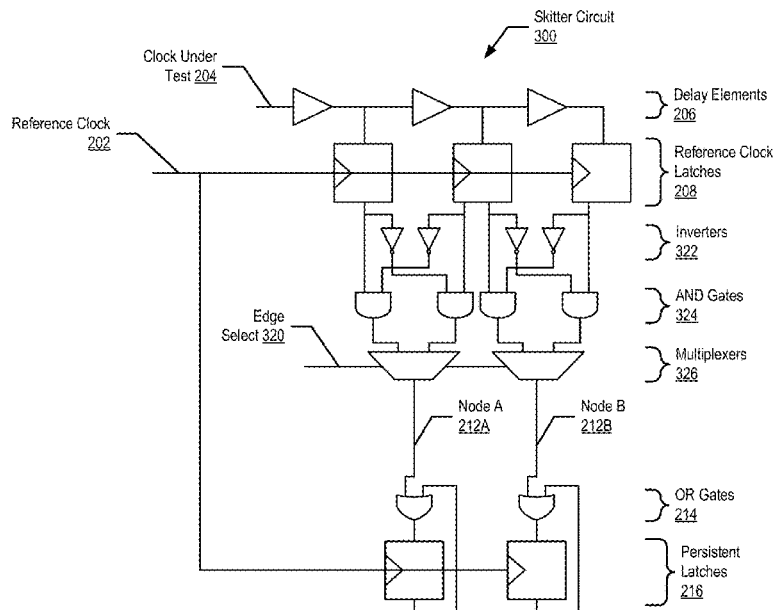 Skitter Circuit
300
Clock Under
Test 204
Delay Elements
206
Reference Clock
202
Reference Clock
Latches
208
Inverters
322
AND Gates
324
Edge
Select 320
Multiplexers
326
Node A
212A
Node B
212B
OR Gates
214
Persistent
Latches
216